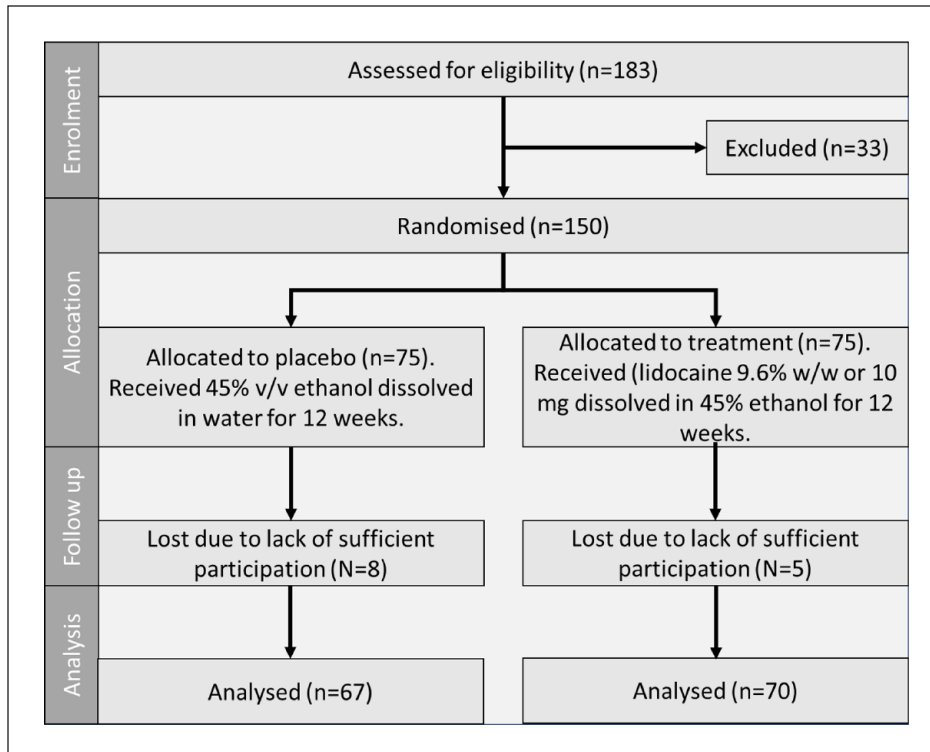 Enrolment
Assessed for eligibility (n=183)
Excluded (n=33)
Allocation
Randomised (n=150)
Allocated to placebo (n=75).
Received 45% v/v ethanol dissolved
in water for 12 weeks.
Allocated to treatment (n=75).
Received (lidocaine 9.6% w/w or 10
mg dissolved in 45% ethanol for 12
weeks.
Follow up
Lost due to lack of sufficient
participation (N=8)
Lost due to lack of sufficient
participation (N=5)
Analysis
Analysed (n=67)
Analysed (n=70)